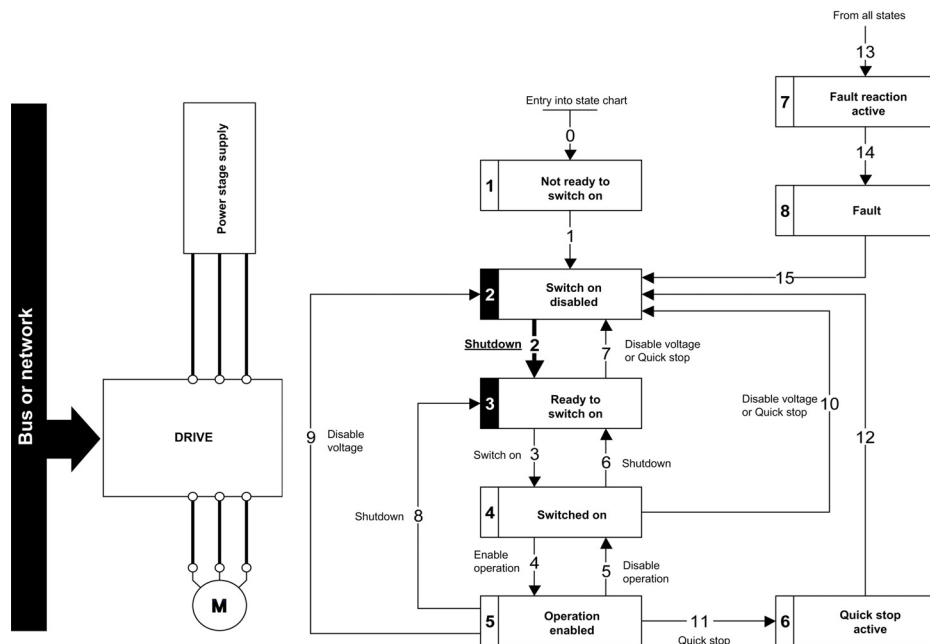 From all states
13
7
Fault reaction
active
14
8
Fault
15
Entry into state chart
0
1
Not ready to
switch on
1
2
Switch on
disabled
Shutdown 2
7
Disable voltage
or Quick stop
3
Ready to
switch on
Switch on
3
6
Shutdown
4
Switched on
Enable
operation
4
5
Disable
operation
5
Operation
enabled
11
Quick stop
6
Quick stop
active
12
Disable voltage
or Quick stop
10
9
Disable
voltage
Shutdown
8
Bus or network
Power stage supply
DRIVE
M